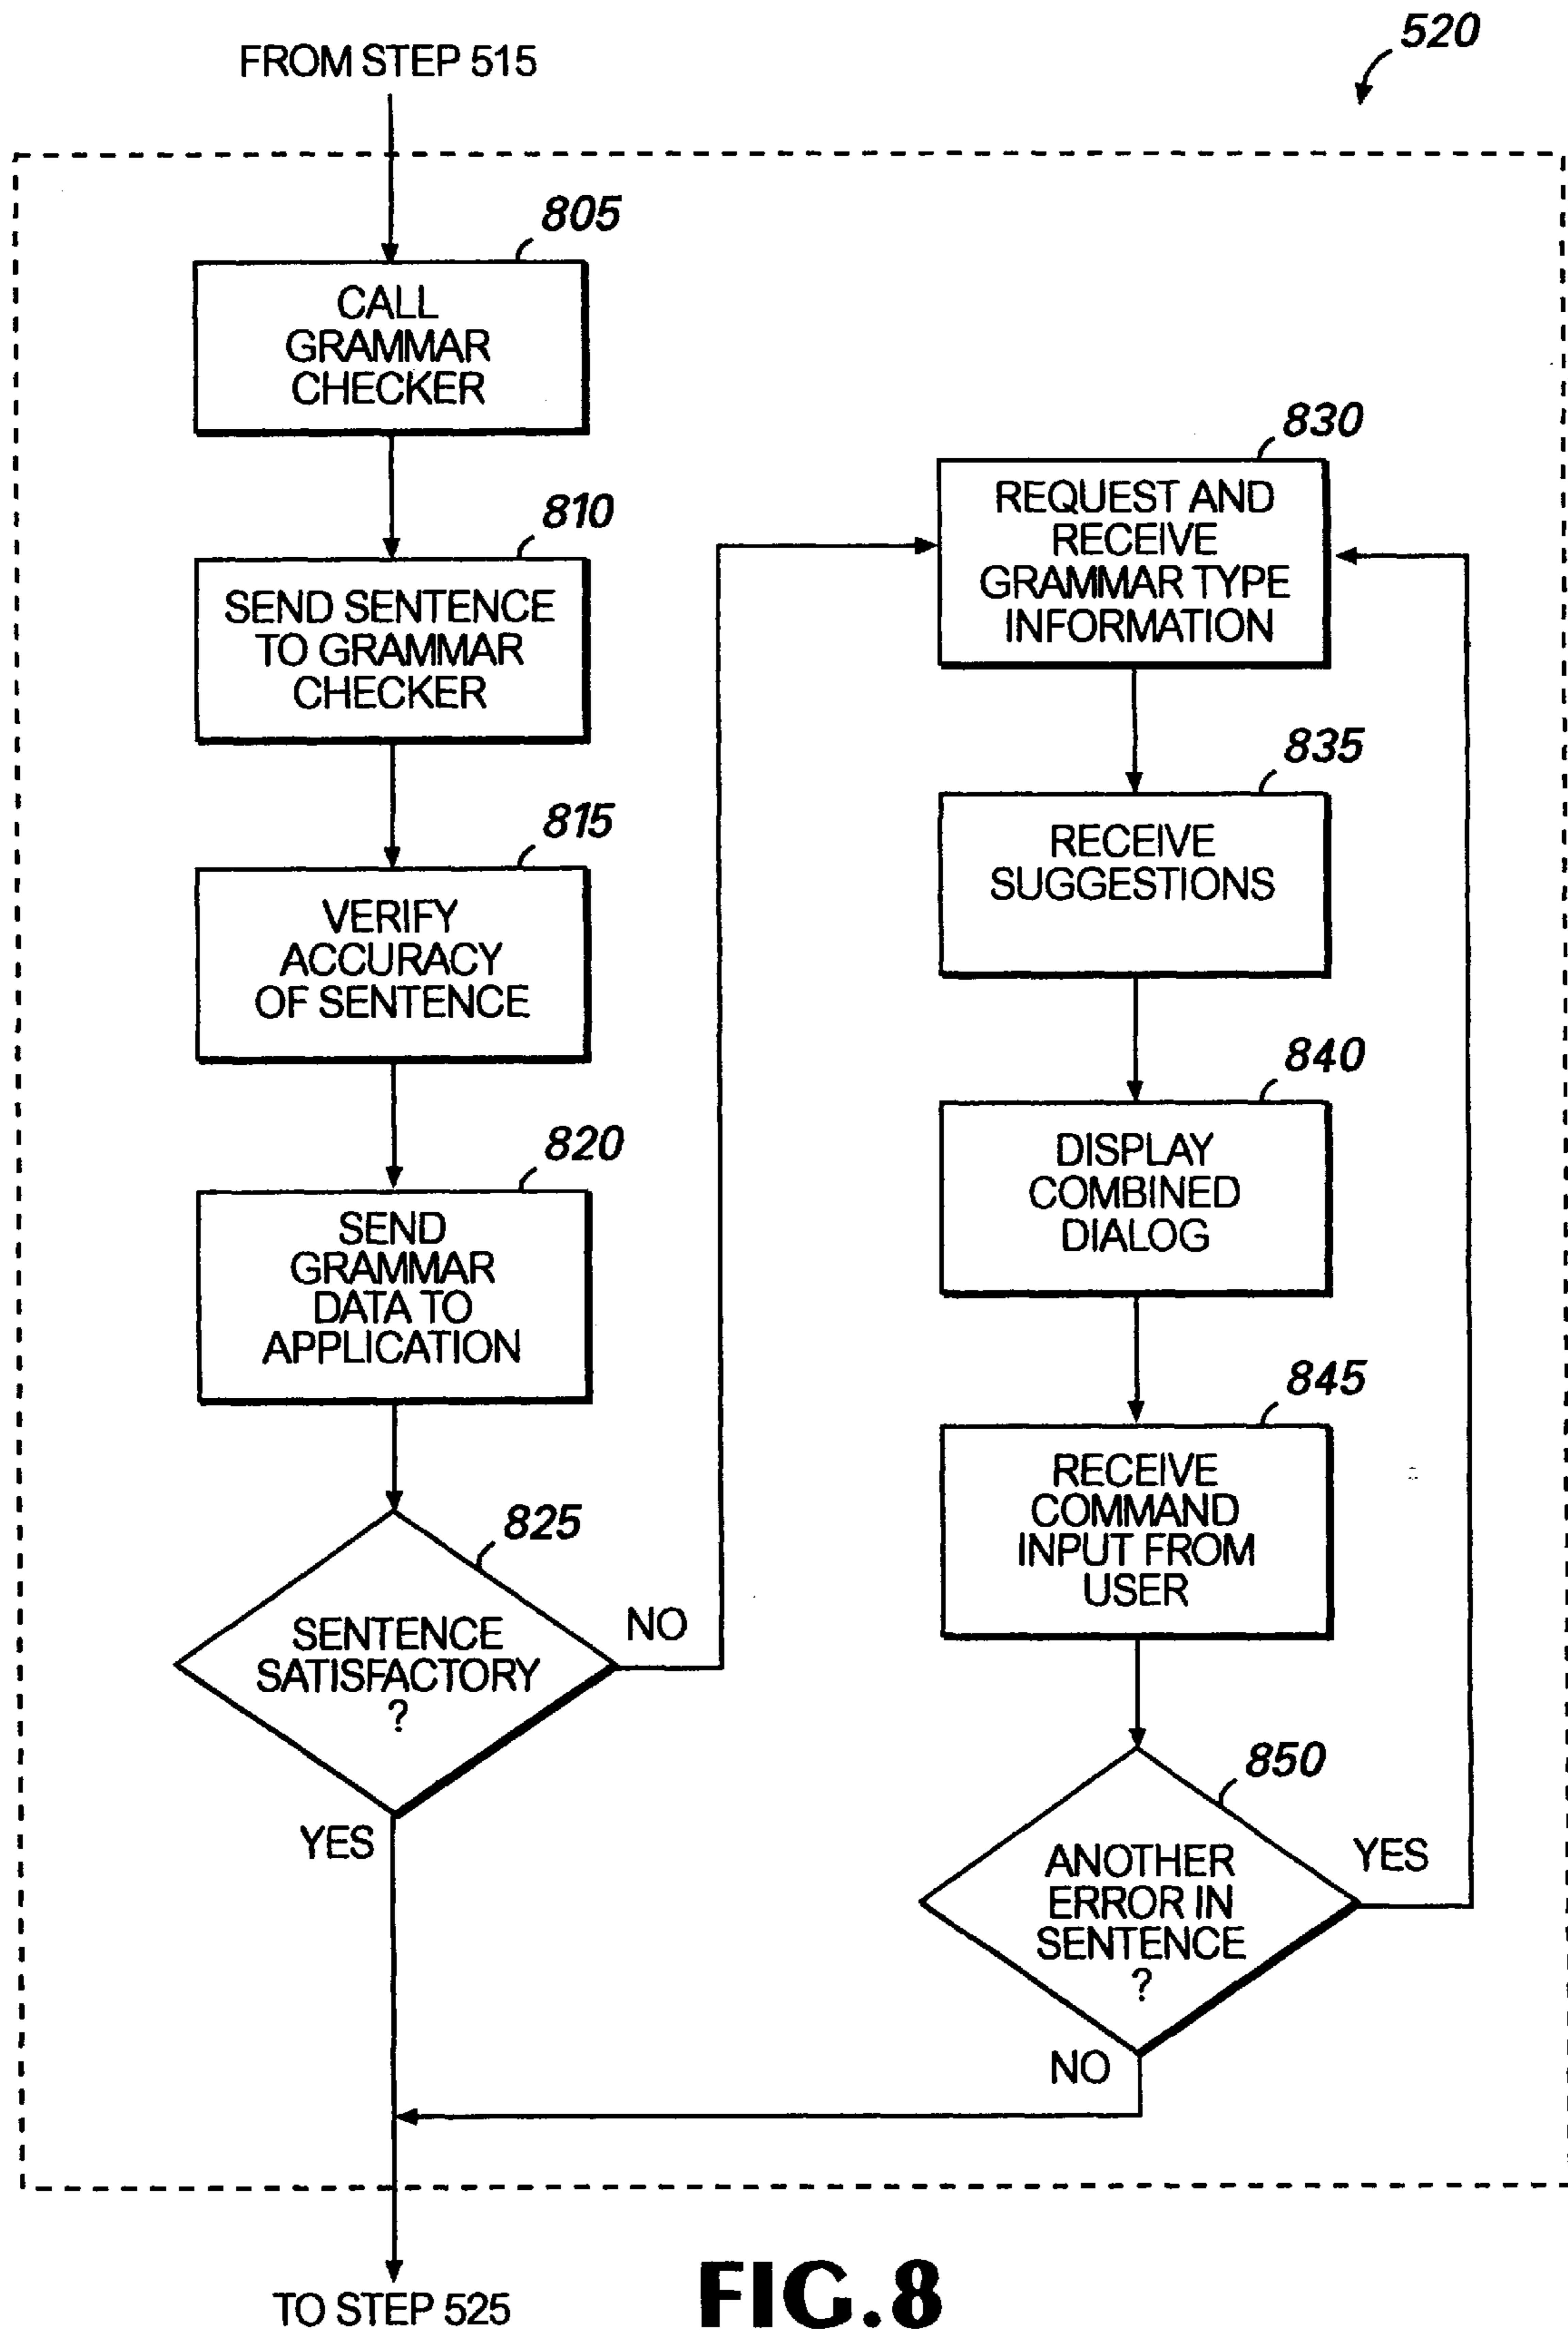 520
FROM STEP 515
805
CALL
GRAMMAR
CHECKER
810
SEND SENTENCE
TO GRAMMAR
CHECKER
815
VERIFY
ACCURACY
OF SENTENCE
820
SEND
GRAMMAR
DATA TO
APPLICATION
825
SENTENCE
SATISFACTORY
?
NO
YES
830
REQUEST AND
RECEIVE
GRAMMAR TYPE
INFORMATION
835
RECEIVE
SUGGESTIONS
840
DISPLAY
COMBINED
DIALOG
845
RECEIVE
COMMAND
INPUT FROM
USER
850
ANOTHER
ERROR IN
SENTENCE
?
YES
NO
TO STEP 525
FIG.8